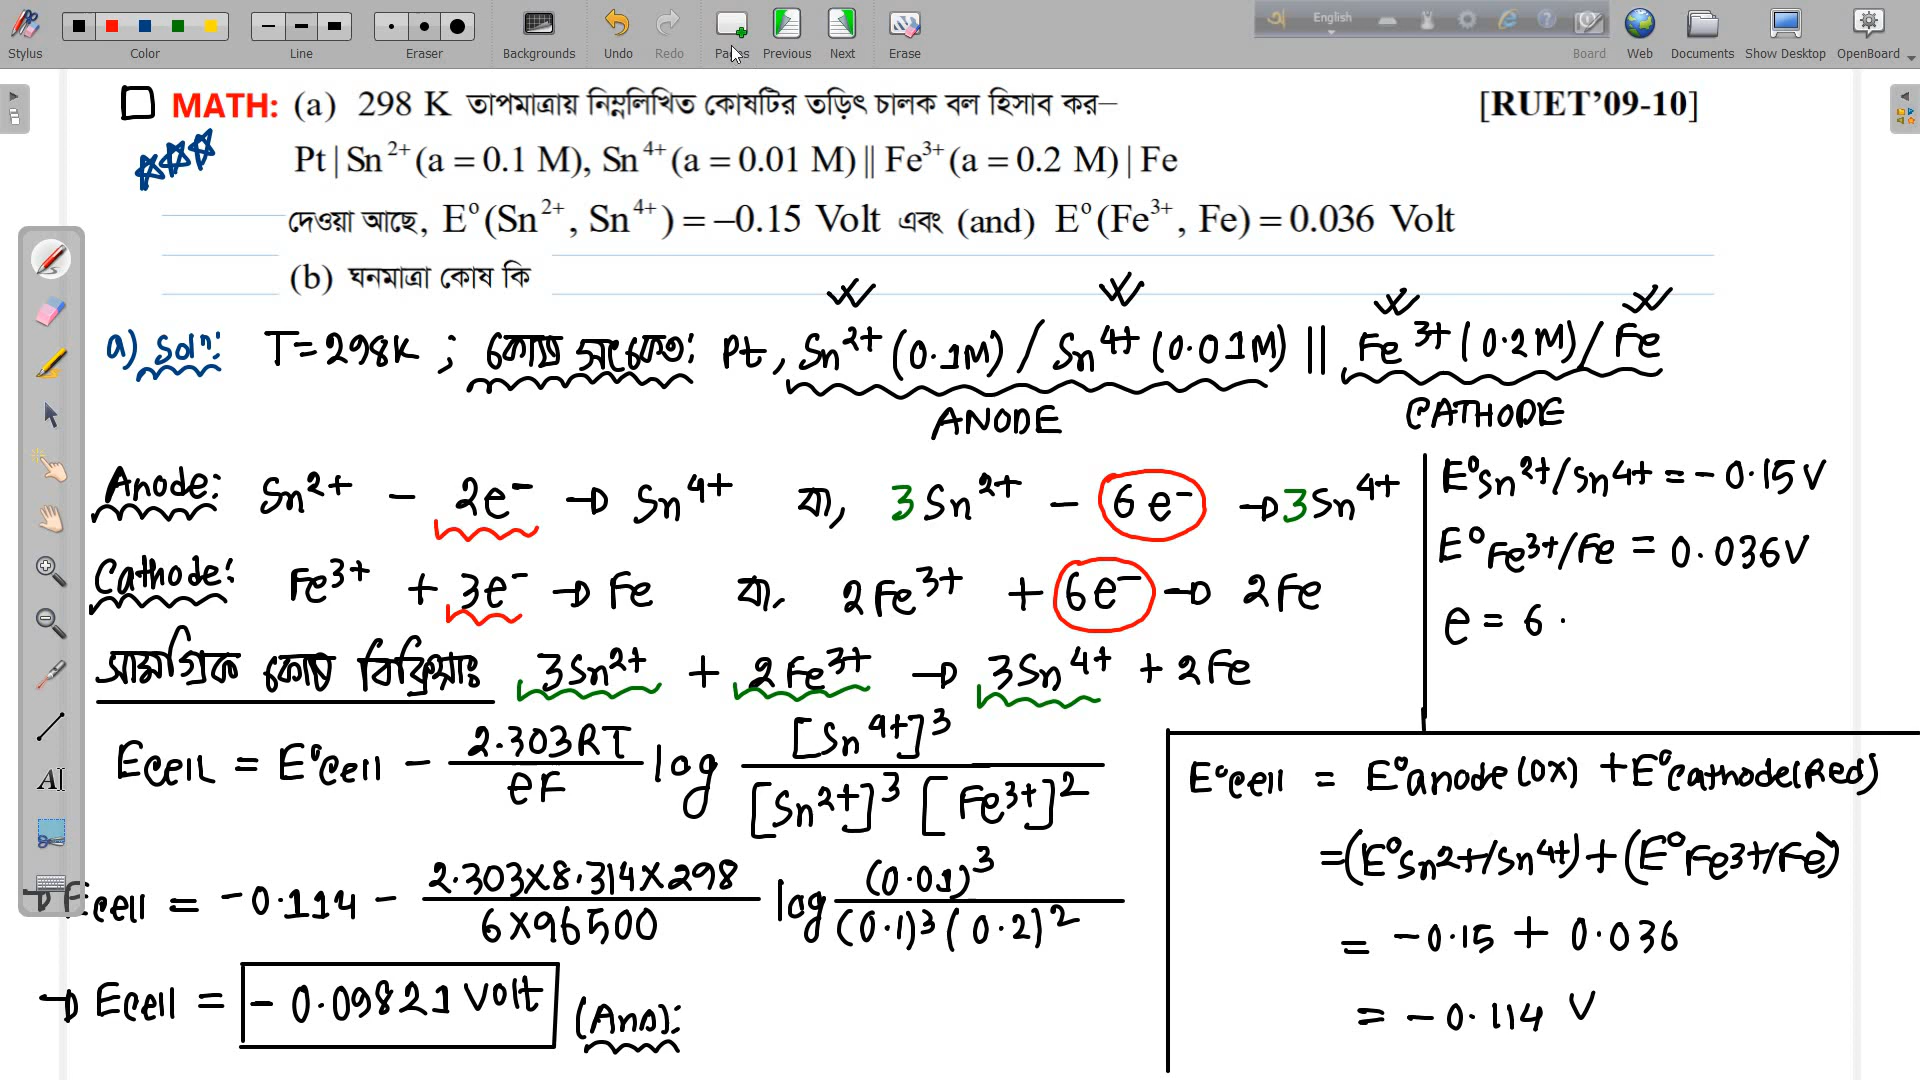 Stylus Color Line Eraser Backgrounds Undo Redo Pages Previous Next Erase English Board Web Documents Show Desktop OpenBoard
MATH: (a) 298 K তাপমাত্রায় নিম্নলিখিত কোষটির তড়িৎ চালক বল হিসাব কর– [RUET'09-10]
Pt | Sn²⁺ (a = 0.1 M), Sn⁴⁺ (a = 0.01 M) || Fe³⁺ (a = 0.2 M) | Fe
দেওয়া আছে, E° (Sn²⁺, Sn⁴⁺) = –0.15 Volt এবং (and) E° (Fe³⁺, Fe) = 0.036 Volt
(b) ঘনমাত্রা কোষ কি
a) Solⁿ: T = 298K ; কোষ সংকেত: Pt, Sn²⁺ (0.1M) / Sn⁴⁺ (0.01M) || Fe³⁺ (0.2M) / Fe
ANODE CATHODE
Anode: Sn²⁺ – 2e⁻ → Sn⁴⁺ বা, 3Sn²⁺ – 6e⁻ → 3Sn⁴⁺
Cathode: Fe³⁺ + 3e⁻ → Fe বা, 2Fe³⁺ + 6e⁻ → 2Fe
সামগ্রিক কোষ বিক্রিয়াঃ 3Sn²⁺ + 2Fe³⁺ → 3Sn⁴⁺ + 2Fe
E°Sn²⁺/Sn⁴⁺ = – 0.15V
E°Fe³⁺/Fe = 0.036V
e = 6
Ecell = E°cell – 2.303RT/eF log [Sn⁴⁺]³/[Sn²⁺]³ [Fe³⁺]²
→ Ecell = –0.114 – 2.303×8.314×298/6×96500 log (0.01)³/(0.1)³ (0.2)²
→ Ecell = – 0.09821 Volt (Ans):
E°cell = E°anode(Ox) + E°Cathode(Red)
= (E°Sn²⁺/Sn⁴⁺) + (E°Fe³⁺/Fe)
= –0.15 + 0.036
= –0.114 V